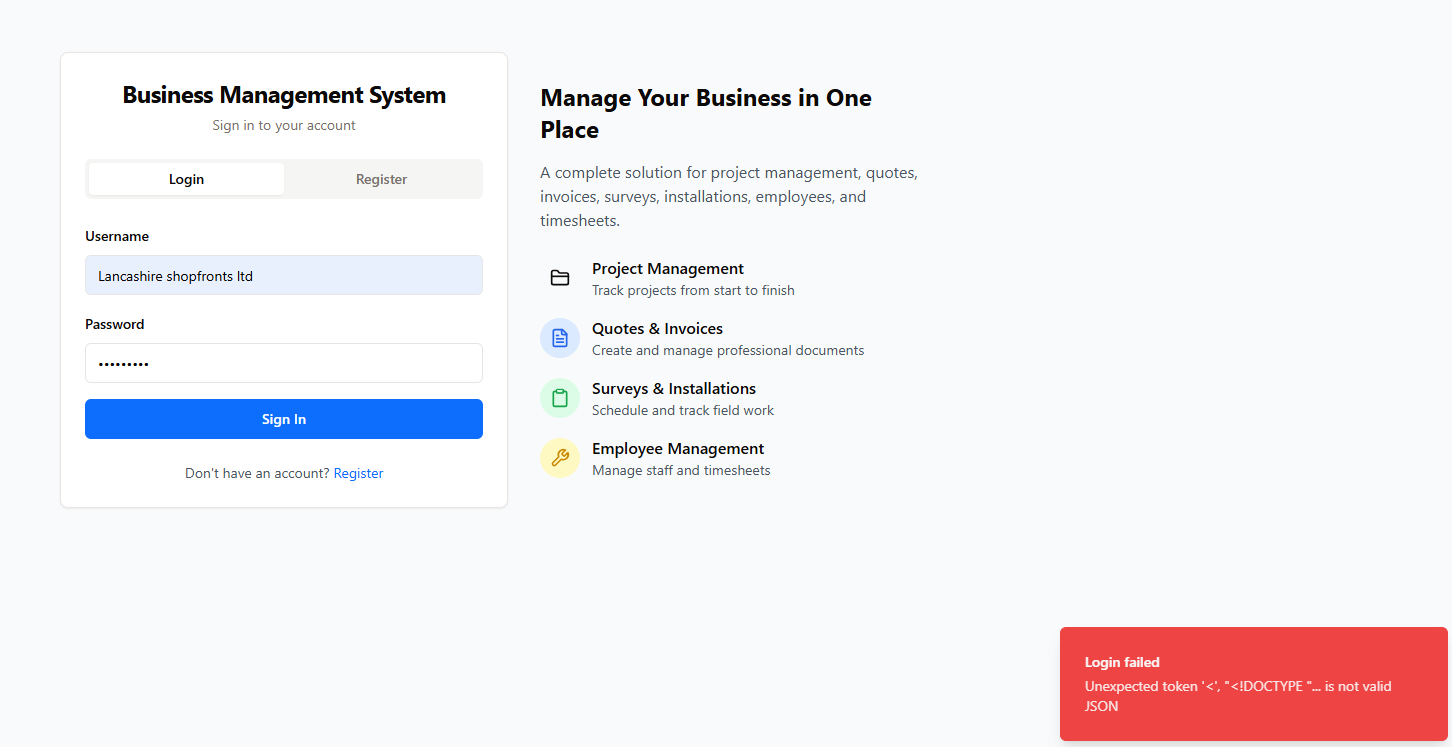 Business Management System
Sign in to your account
Login
Register
Username
Lancashire shopfronts ltd
Password
•••••••••
Sign In
Don't have an account? Register
Manage Your Business in One
Place
A complete solution for project management, quotes,
invoices, surveys, installations, employees, and
timesheets.
Project Management
Track projects from start to finish
Quotes & Invoices
Create and manage professional documents
Surveys & Installations
Schedule and track field work
Employee Management
Manage staff and timesheets
Login failed
Unexpected token '<', "<!DOCTYPE "... is not valid
JSON